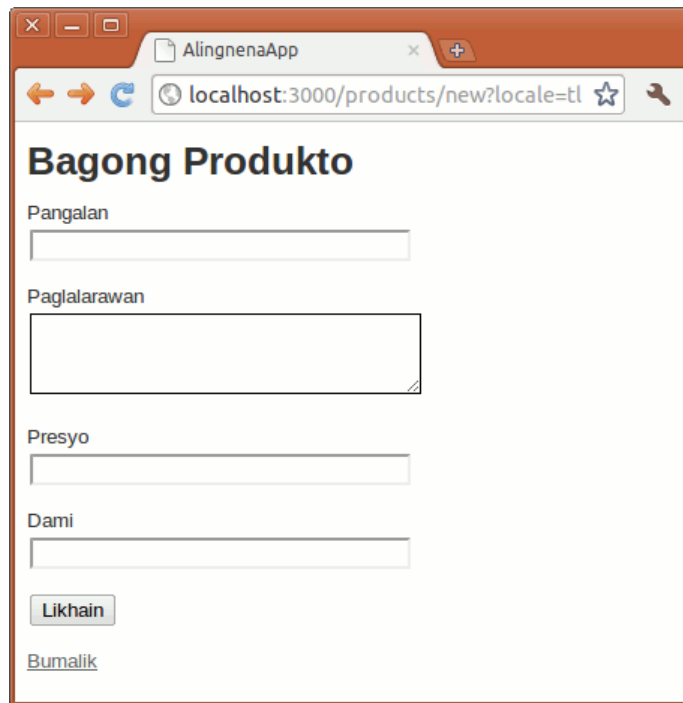 AlingnenaApp
localhost:3000/products/new?locale=tl
Bagong Produkto
Pangalan
Paglalarawan
Presyo
Dami
Likhain
Bumalik